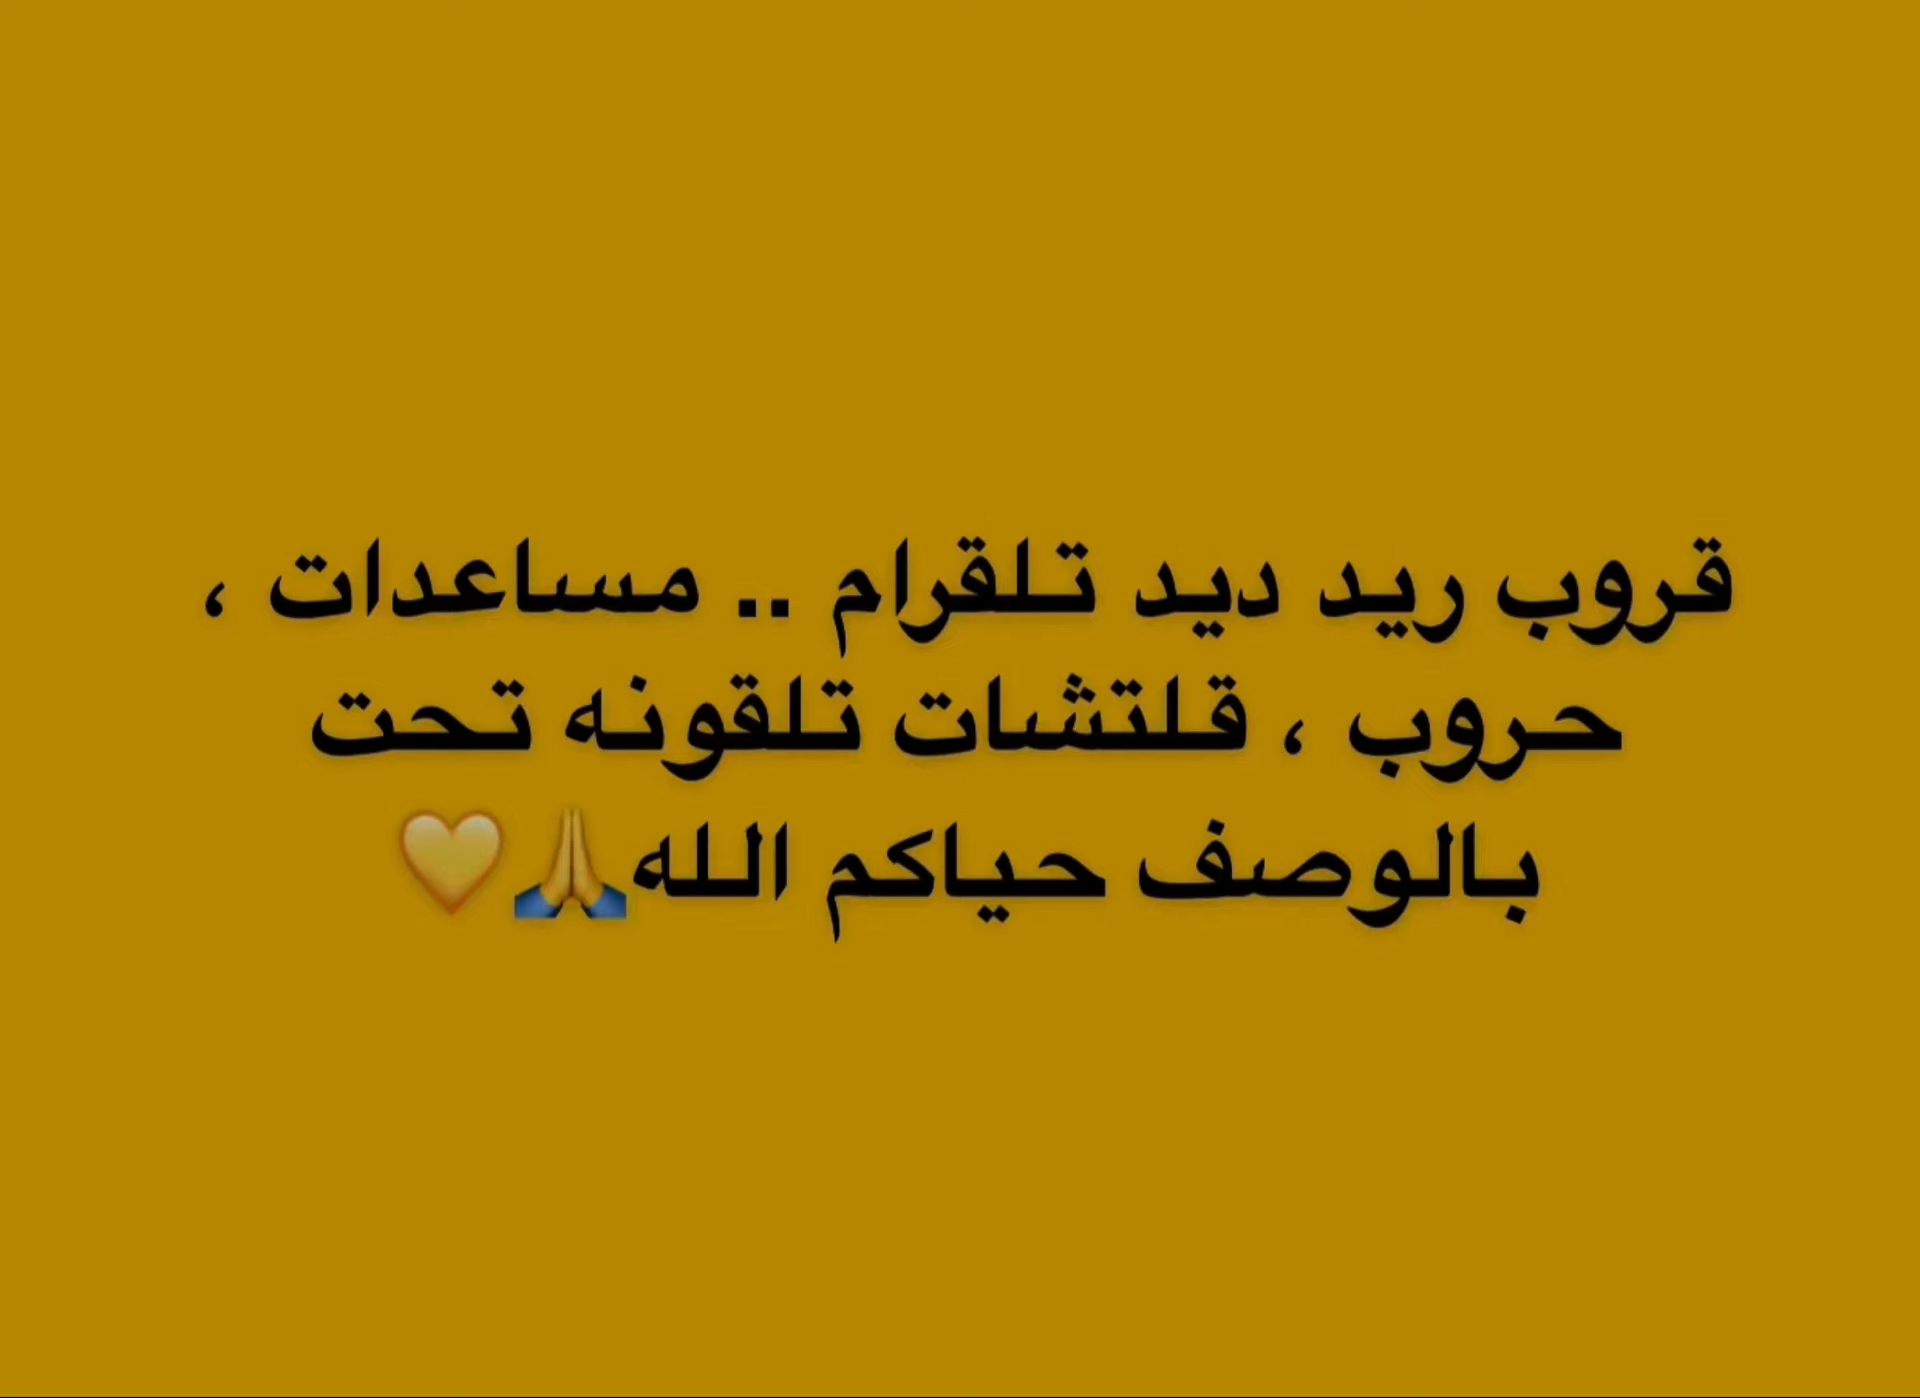 قروب ريد ديد تلقرام .. مساعدات ،
حروب ، قلتشات تلقونه تحت
بالوصف حياكم الله🙏💛